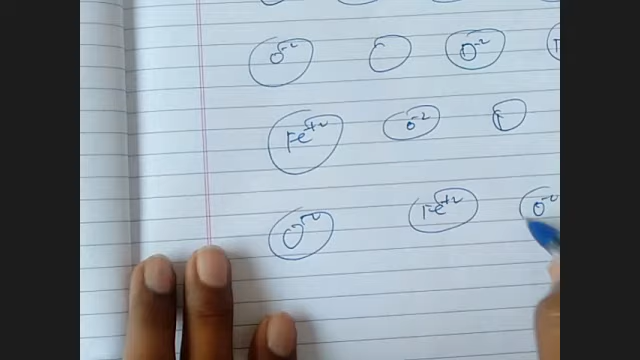 O⁻² O⁻²
Fe⁺² O⁻²
O⁻² Fe⁺² O⁻²